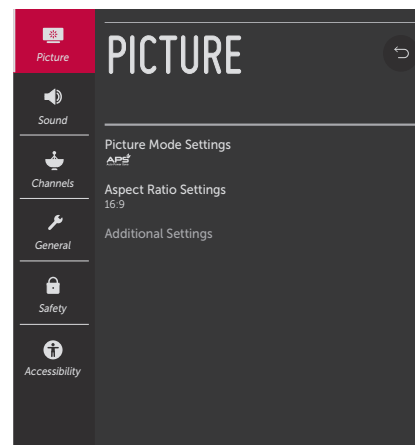 Picture
Sound
Channels
General
Safety
Accessibility
PICTURE
Picture Mode Settings
APS
Aspect Ratio Settings
16:9
Additional Settings